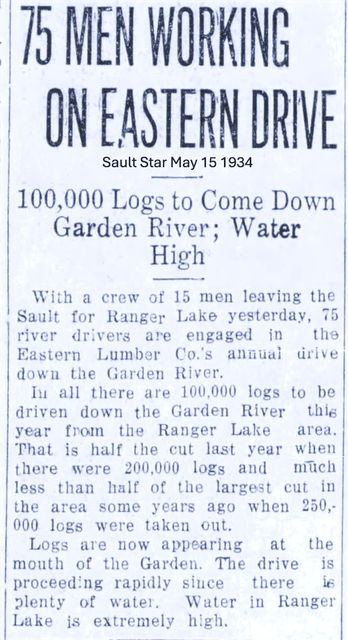 75 MEN WORKING
ON EASTERN DRIVE
Sault Star May 15 1934
100,000 Logs to Come Down
Garden River; Water
High
With a crew of 15 men leaving the
Sault for Ranger Lake yesterday, 75
river drivers are engaged in the
Eastern Lumber Co.'s annual drive
down the Garden River.
In all there are 100,000 logs to be
driven down the Garden River this
year from the Ranger Lake area.
That is half the cut last year when
there were 200,000 logs and much
less than half of the largest cut in
the area some years ago when 250,-
000 logs were taken out.
Logs are now appearing at the
mouth of the Garden. The drive is
proceeding rapidly since there is
plenty of water. Water in Ranger
Lake is extremely high.